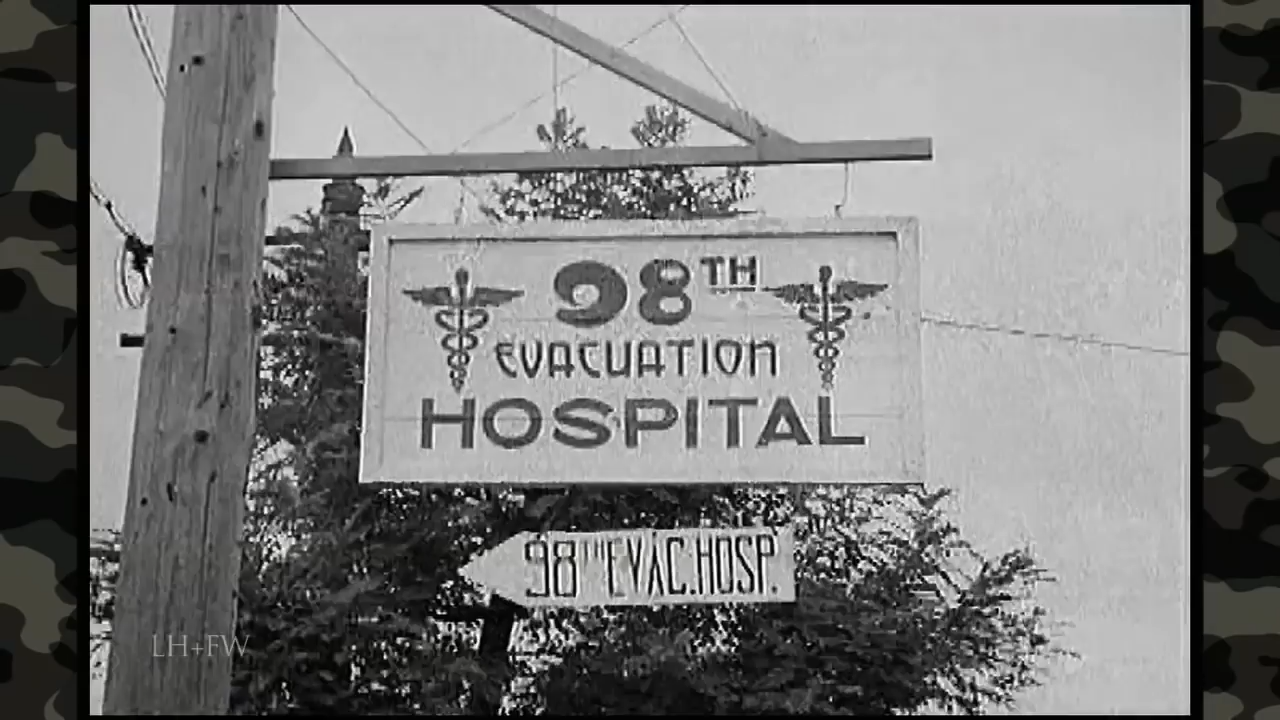 98TH
EVACUATION
HOSPITAL
98TH EVAC. HOSP.
LH+FW